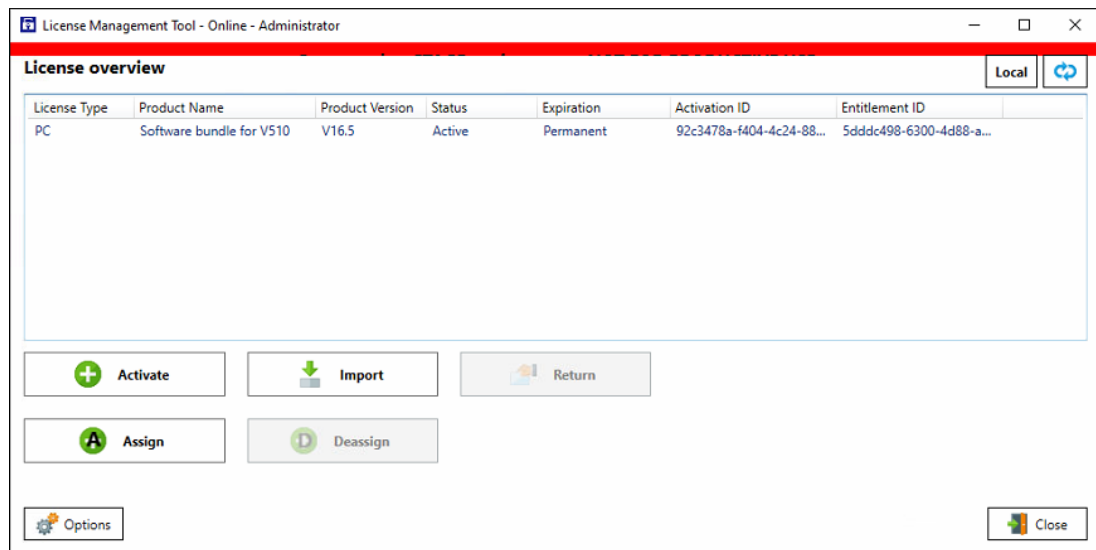 License Management Tool - Online - Administrator
License overview
Local
License Type Product Name Product Version Status Expiration Activation ID Entitlement ID
PC Software bundle for V510 V16.5 Active Permanent 92c3478a-f404-4c24-88... 5dddc498-6300-4d88-a...
Activate Import Return
A Assign D Deassign
Options Close